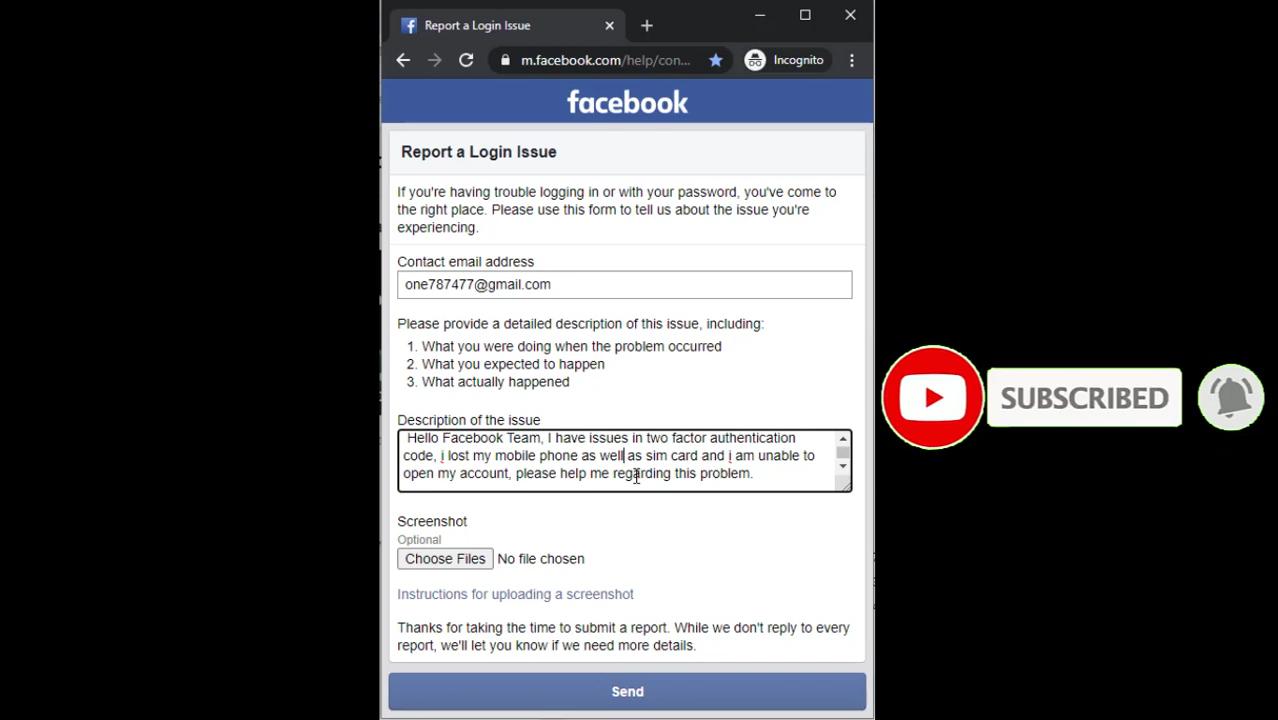 Report a Login Issue
m.facebook.com/help/con...
Incognito
facebook
Report a Login Issue
If you're having trouble logging in or with your password, you've come to
the right place. Please use this form to tell us about the issue you're
experiencing.
Contact email address
one787477@gmail.com
Please provide a detailed description of this issue, including:
1. What you were doing when the problem occurred
2. What you expected to happen
3. What actually happened
Description of the issue
Hello Facebook Team, I have issues in two factor authentication
code, i lost my mobile phone as well as sim card and i am unable to
open my account, please help me regarding this problem.
SUBSCRIBED
Screenshot
Optional
Choose Files No file chosen
Instructions for uploading a screenshot
Thanks for taking the time to submit a report. While we don't reply to every
report, we'll let you know if we need more details.
Send